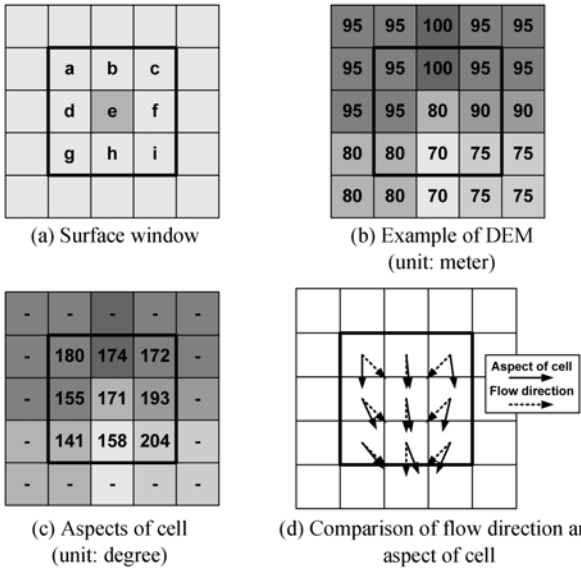 a b c
d e f
g h i
(a) Surface window
95 95 100 95 95
95 95 100 95 95
95 95 80 90 90
80 80 70 75 75
80 80 70 75 75
(b) Example of DEM
(unit: meter)
- - - - -
- 180 174 172 -
- 155 171 193 -
- 141 158 204 -
- - - - -
(c) Aspects of cell
(unit: degree)
Aspect of cell
Flow direction
(d) Comparison of flow direction an
aspect of cell